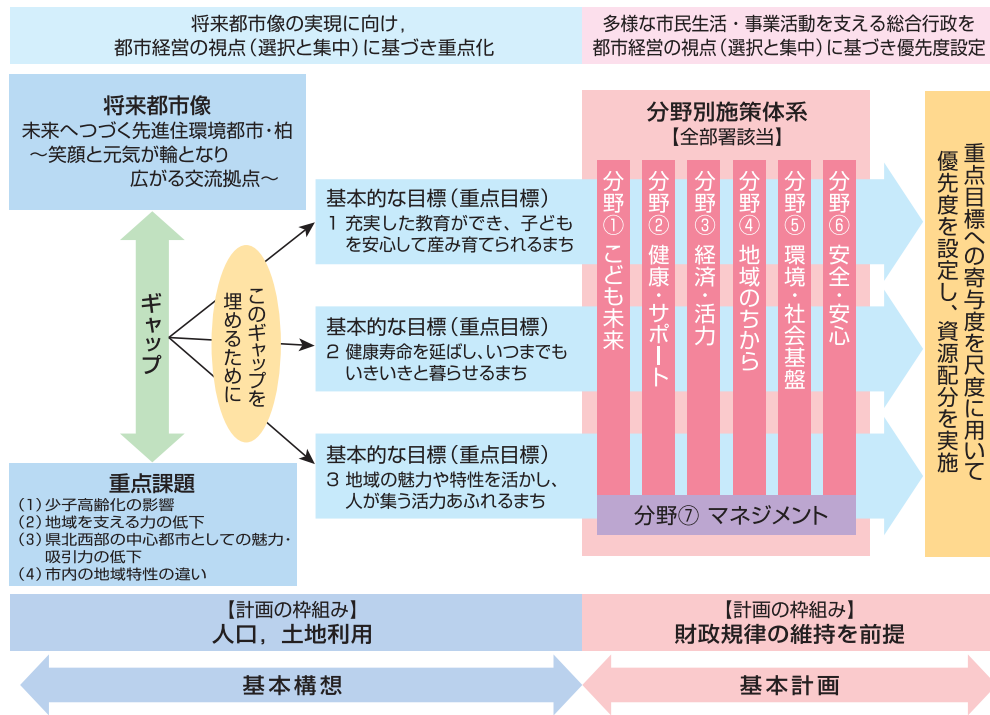 将来都市像の実現に向け，
都市経営の視点（選択と集中）に基づき重点化
多様な市民生活・事業活動を支える総合行政を
都市経営の視点（選択と集中）に基づき優先度設定
将来都市像
未来へつづく先進住環境都市・柏
〜笑顔と元気が輪となり
広がる交流拠点〜
ギャップ
このギャップを
埋めるために
重点課題
（1）少子高齢化の影響
（2）地域を支える力の低下
（3）県北西部の中心都市としての魅力・
吸引力の低下
（4）市内の地域特性の違い
基本的な目標（重点目標）
1 充実した教育ができ、子ども
を安心して産み育てられるまち
基本的な目標（重点目標）
2 健康寿命を延ばし、いつまでも
いきいきと暮らせるまち
基本的な目標（重点目標）
3 地域の魅力や特性を活かし、
人が集う活力あふれるまち
分野別施策体系
【全部署該当】
分野① こども未来
分野② 健康・サポート
分野③ 経済・活力
分野④ 地域のちから
分野⑤ 環境・社会基盤
分野⑥ 安全・安心
分野⑦ マネジメント
重点目標への寄与度を尺度に用いて
優先度を設定し、資源配分を実施
【計画の枠組み】
人口，土地利用
【計画の枠組み】
財政規律の維持を前提
基本構想
基本計画